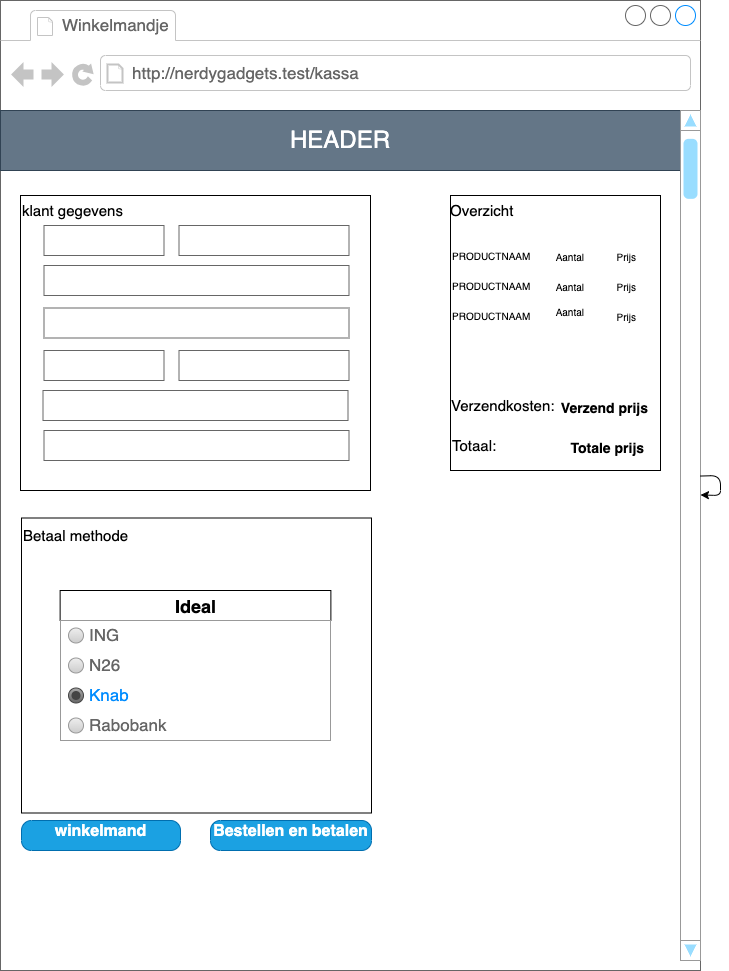 Winkelmandje
http://nerdygadgets.test/kassa
HEADER
klant gegevens
Overzicht
PRODUCTNAAM Aantal Prijs
PRODUCTNAAM Aantal Prijs
PRODUCTNAAM Aantal Prijs
Verzendkosten: Verzend prijs
Totaal: Totale prijs
Betaal methode
Ideal
ING
N26
Knab
Rabobank
winkelmand
Bestellen en betalen